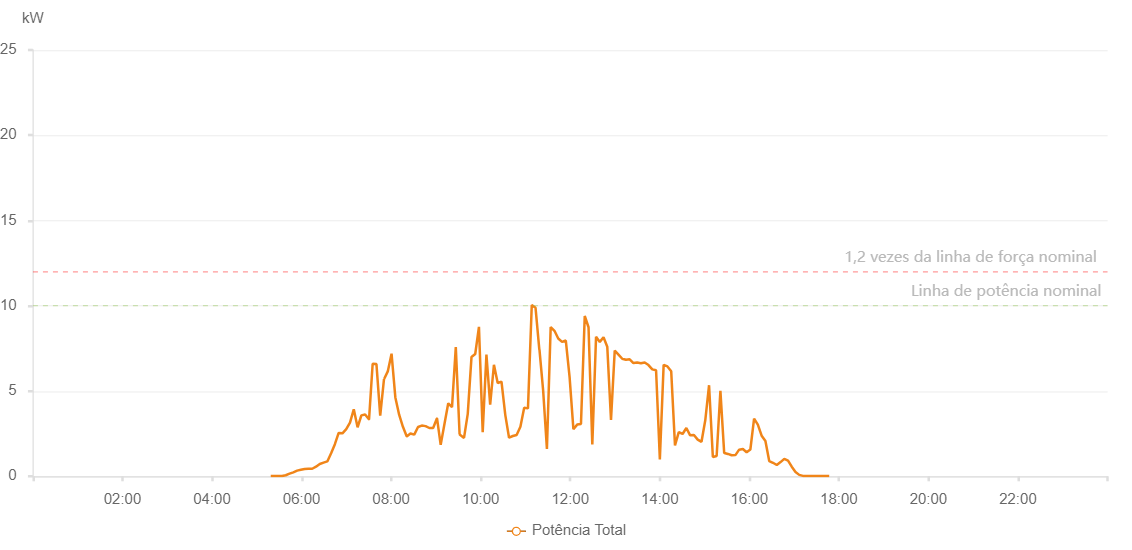 kW
25
20
15
1,2 vezes da linha de força nominal
Linha de potência nominal
10
5
0
02:00 04:00 06:00 08:00 10:00 12:00 14:00 16:00 18:00 20:00 22:00
Potência Total